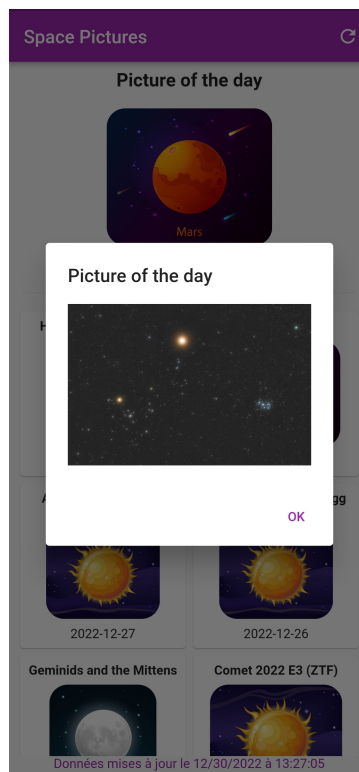 Space Pictures
Picture of the day
Mars
Picture of the day
H
OK
A
gg
2022-12-27
2022-12-26
Geminids and the Mittens
Comet 2022 E3 (ZTF)
Données mises à jour le 12/30/2022 à 13:27:05